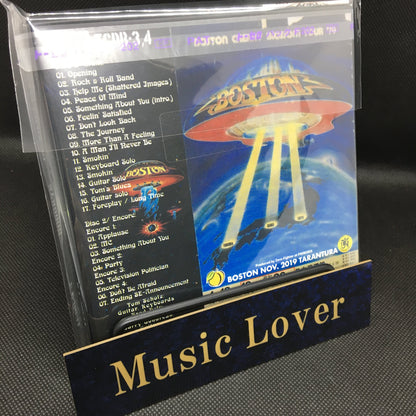 BOSTON
01. Opening
02. Rock & Roll Band
03. Help Me (Shattered Images)
04. Peace Of Mind
05. Something About You (Intro)
06. Feelin' Satisfied
07. Don't Look Back
08. The Journey
09. More Than A Feeling
10. A Man I'll Never Be
11. Smokin'
12. Keyboard Solo
13. Smokin'
14. Guitar Solo
15. Tom's Blues
16. Guitar Solo
17. Foreplay / Long Time
Disc 2/ Encore
Encore 1:
01. Applause
02. MC
03. Something About You
Encore 2:
04. Party
Encore 3:
05. Television Politician
Encore 4:
06. Don't Be Afraid
07. Ending SE-Announcement
Tom Scholz
Guitar, Keyboards
BOSTON
BOSTON
BOSTON NOV. 2019 TARANTURA
Music Lover